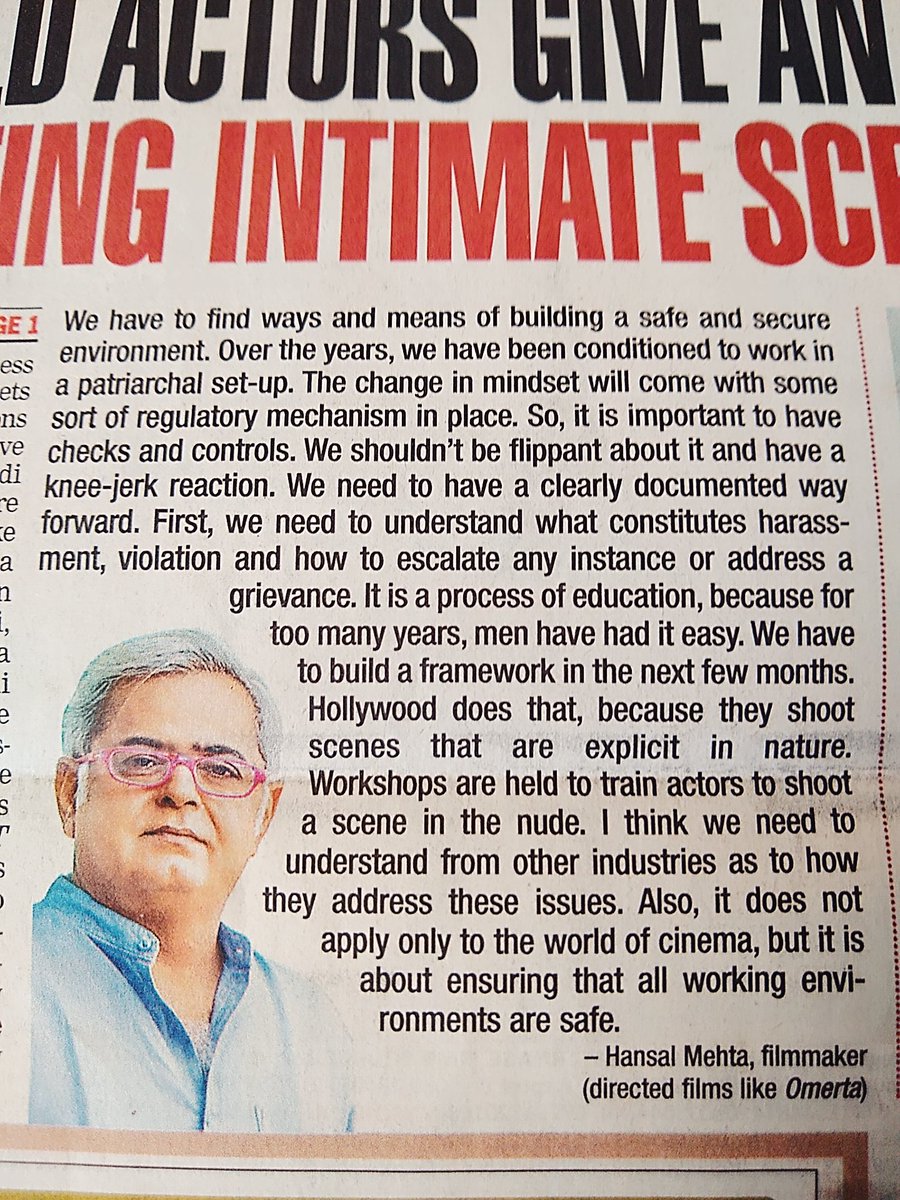 D ACTORS GIVE AN
ING INTIMATE SCE
GE 1
ess
ets
ons
ve
di
re
ke
a
n
i,
a
i
e
s-
e
s
r
s
o
We have to find ways and means of building a safe and secure
environment. Over the years, we have been conditioned to work in
a patriarchal set-up. The change in mindset will come with some
sort of regulatory mechanism in place. So, it is important to have
checks and controls. We shouldn't be flippant about it and have a
knee-jerk reaction. We need to have a clearly documented way
forward. First, we need to understand what constitutes harass-
ment, violation and how to escalate any instance or address a
grievance. It is a process of education, because for
too many years, men have had it easy. We have
to build a framework in the next few months.
Hollywood does that, because they shoot
scenes that are explicit in nature.
Workshops are held to train actors to shoot
a scene in the nude. I think we need to
understand from other industries as to how
they address these issues. Also, it does not
apply only to the world of cinema, but it is
about ensuring that all working envi-
ronments are safe.
– Hansal Mehta, filmmaker
(directed films like Omerta)